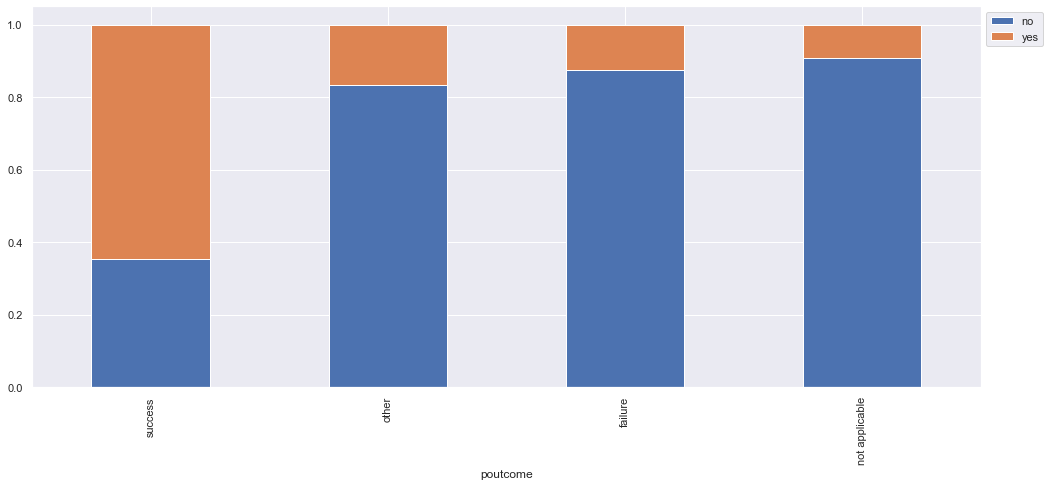 1.0
0.8
0.6
0.4
0.2
0.0
success
other
failure
not applicable
poutcome
no
yes